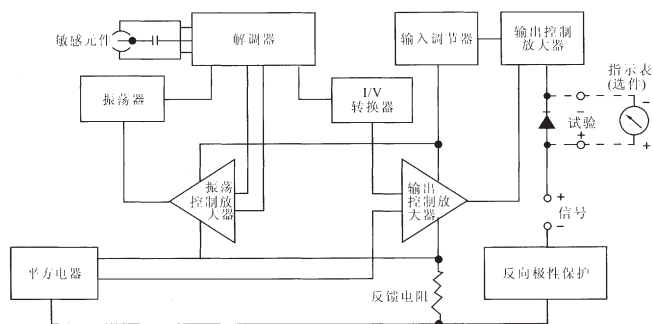 敏感元件
解调器
输入调节器
输出控制
放大器
振荡器
I/V
转换器
指示表
(选件)
试验
振荡
控制放
大器
输出
控制放
大器
信号
平方电器
反馈电阻
反向极性保护